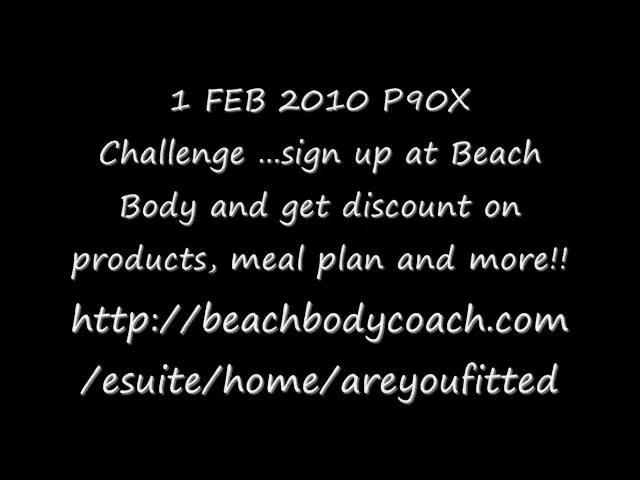 1 FEB 2010 P90X
Challenge ...sign up at Beach
Body and get discount on
products, meal plan and more!!
http://beachbodycoach.com
/esuite/home/areyoufitted